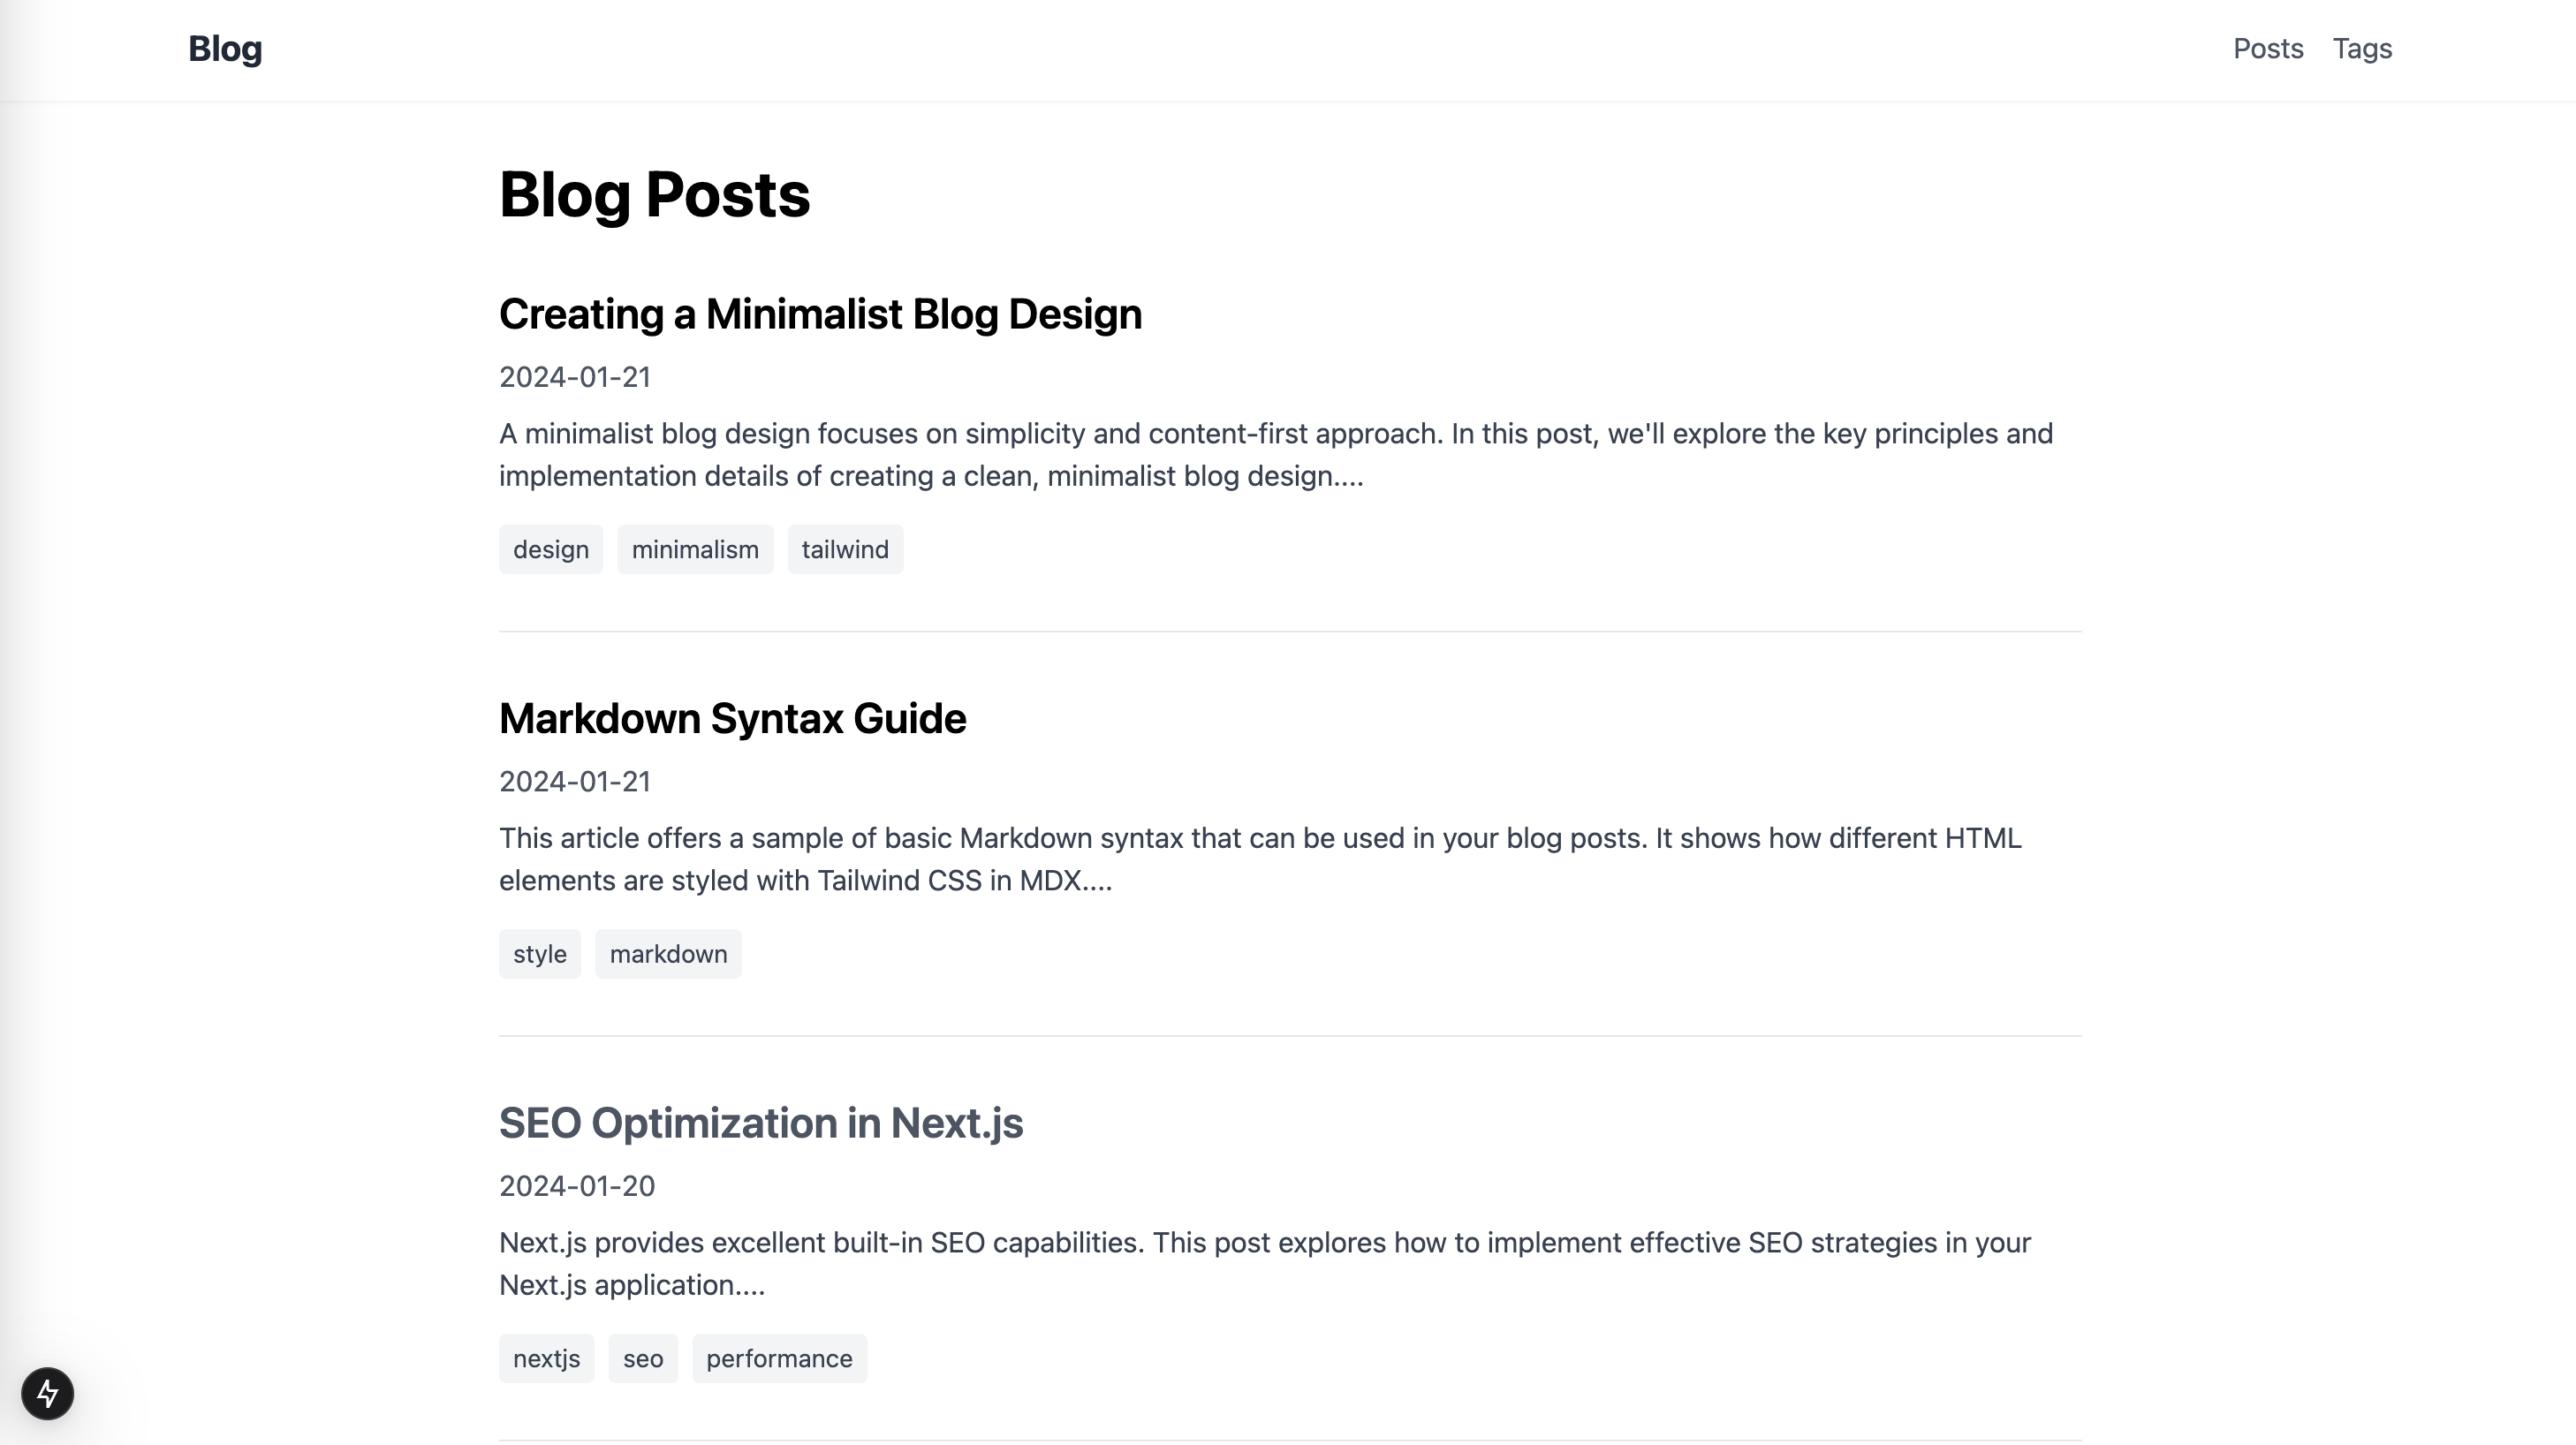 Blog
Posts Tags
Blog Posts
Creating a Minimalist Blog Design
2024-01-21
A minimalist blog design focuses on simplicity and content-first approach. In this post, we'll explore the key principles and
implementation details of creating a clean, minimalist blog design....
design minimalism tailwind
Markdown Syntax Guide
2024-01-21
This article offers a sample of basic Markdown syntax that can be used in your blog posts. It shows how different HTML
elements are styled with Tailwind CSS in MDX....
style markdown
SEO Optimization in Next.js
2024-01-20
Next.js provides excellent built-in SEO capabilities. This post explores how to implement effective SEO strategies in your
Next.js application....
nextjs seo performance